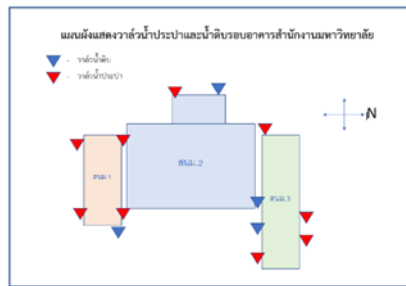 แผนผังแสดงวาล์วน้ำประปาและน้ำดิบรอบอาคารสำนักงานมหาวิทยาลัย
- วาล์วน้ำดิบ
- วาล์วน้ำประปา
N
สนม.1
สนม.2
สนม.3